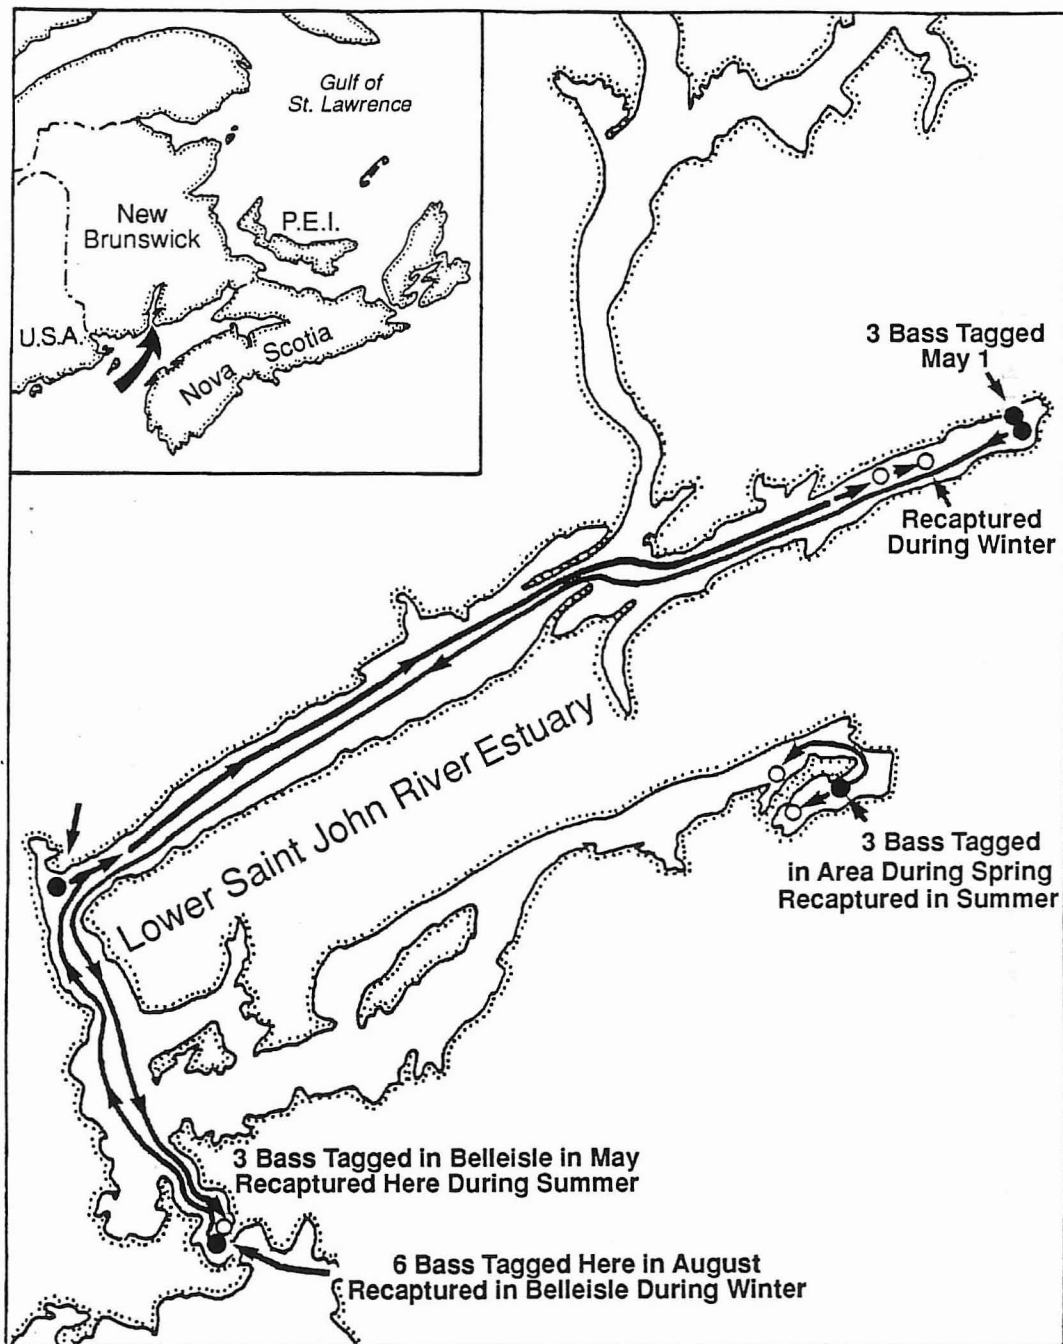 Gulf of
St. Lawrence
New
Brunswick
P.E.I.
U.S.A.
Nova Scotia
3 Bass Tagged
May 1
Recaptured
During Winter
Lower Saint John River Estuary
3 Bass Tagged
in Area During Spring
Recaptured in Summer
3 Bass Tagged in Belleisle in May
Recaptured Here During Summer
6 Bass Tagged Here in August
Recaptured in Belleisle During Winter